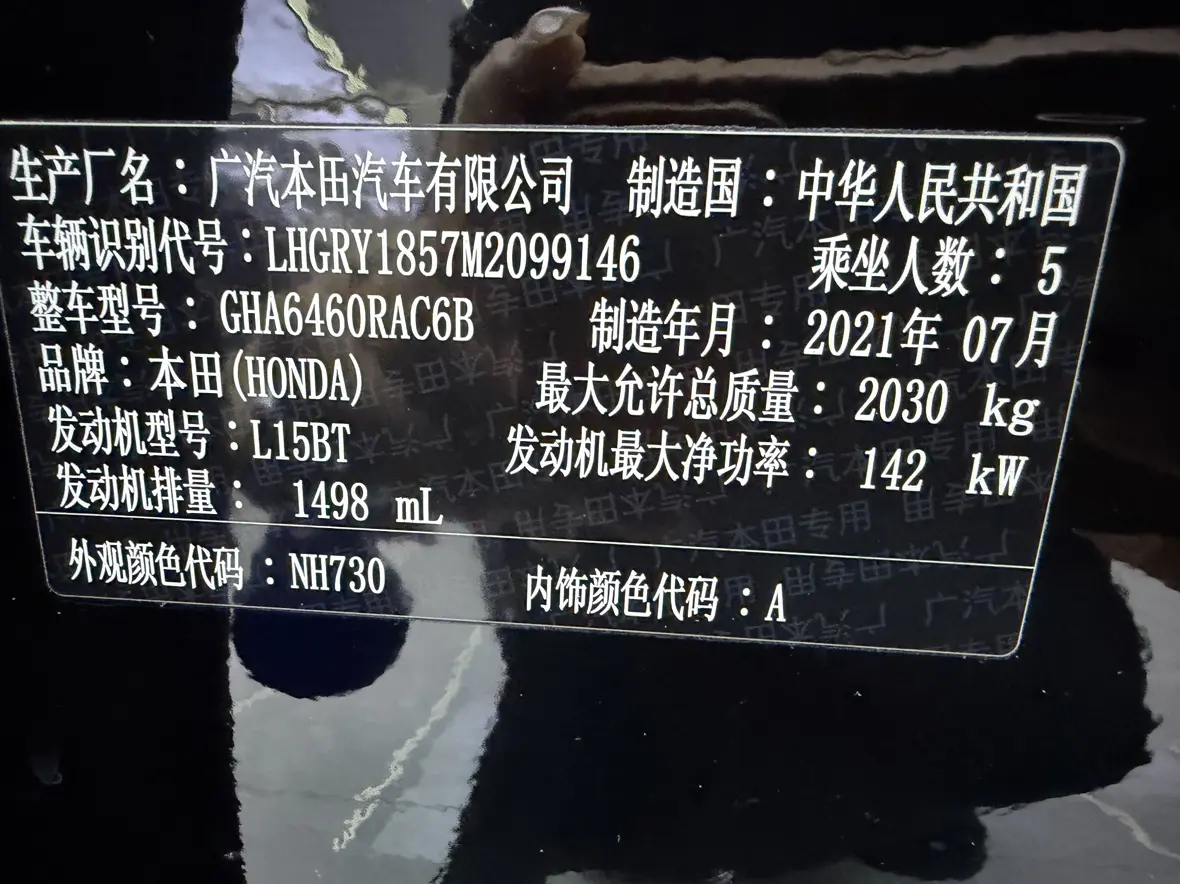 生产厂名：广汽本田汽车有限公司 制造国：中华人民共和国
车辆识别代号：LHGRY1857M2099146 乘坐人数：5
整车型号：GHA6460RAC6B 制造年月：2021年 07月
品牌：本田(HONDA) 最大允许总质量：2030 kg
发动机型号：L15BT 发动机最大净功率：142 kW
发动机排量：1498 mL
外观颜色代码：NH730 内饰颜色代码：A